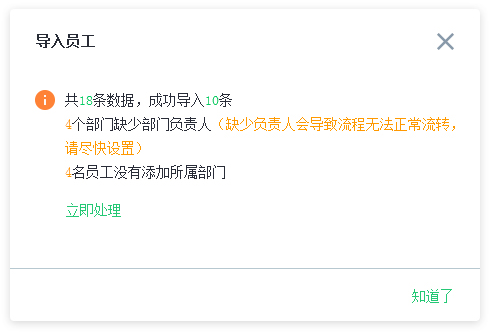 导入员工
共18条数据，成功导入10条
4个部门缺少部门负责人（缺少负责人会导致流程无法正常流转，
请尽快设置）
4名员工没有添加所属部门
立即处理
知道了